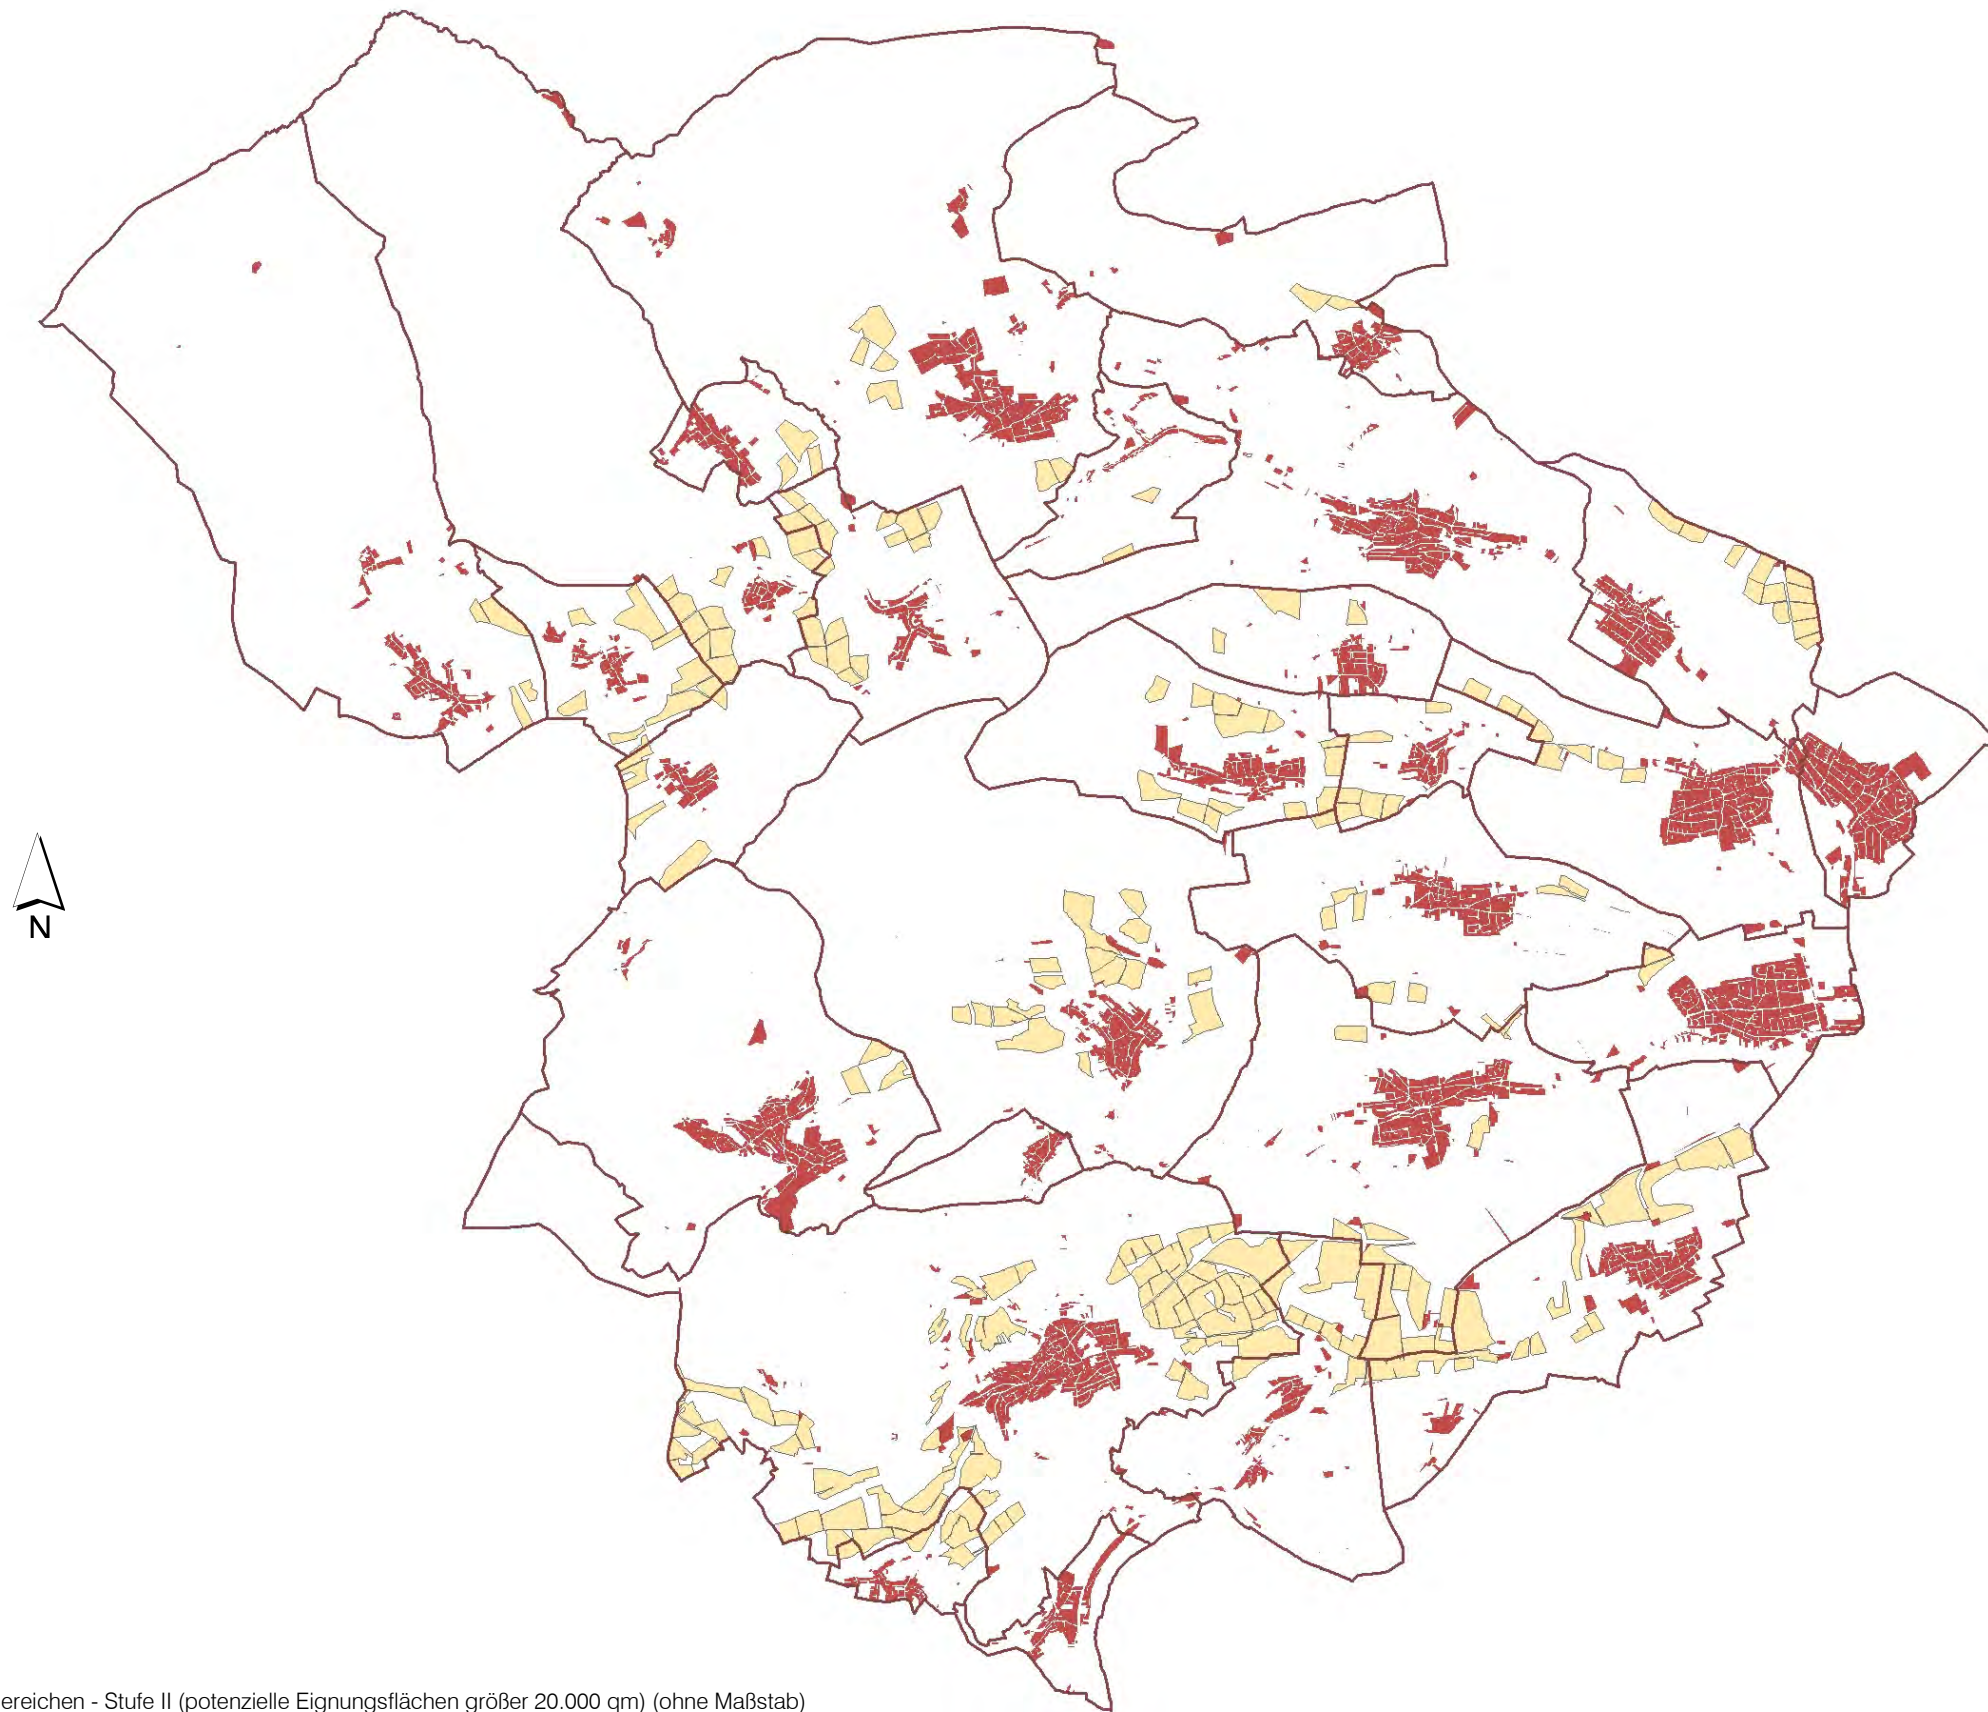 N
ereichen - Stufe II (potenzielle Eignungsflächen größer 20.000 qm) (ohne Maßstab)